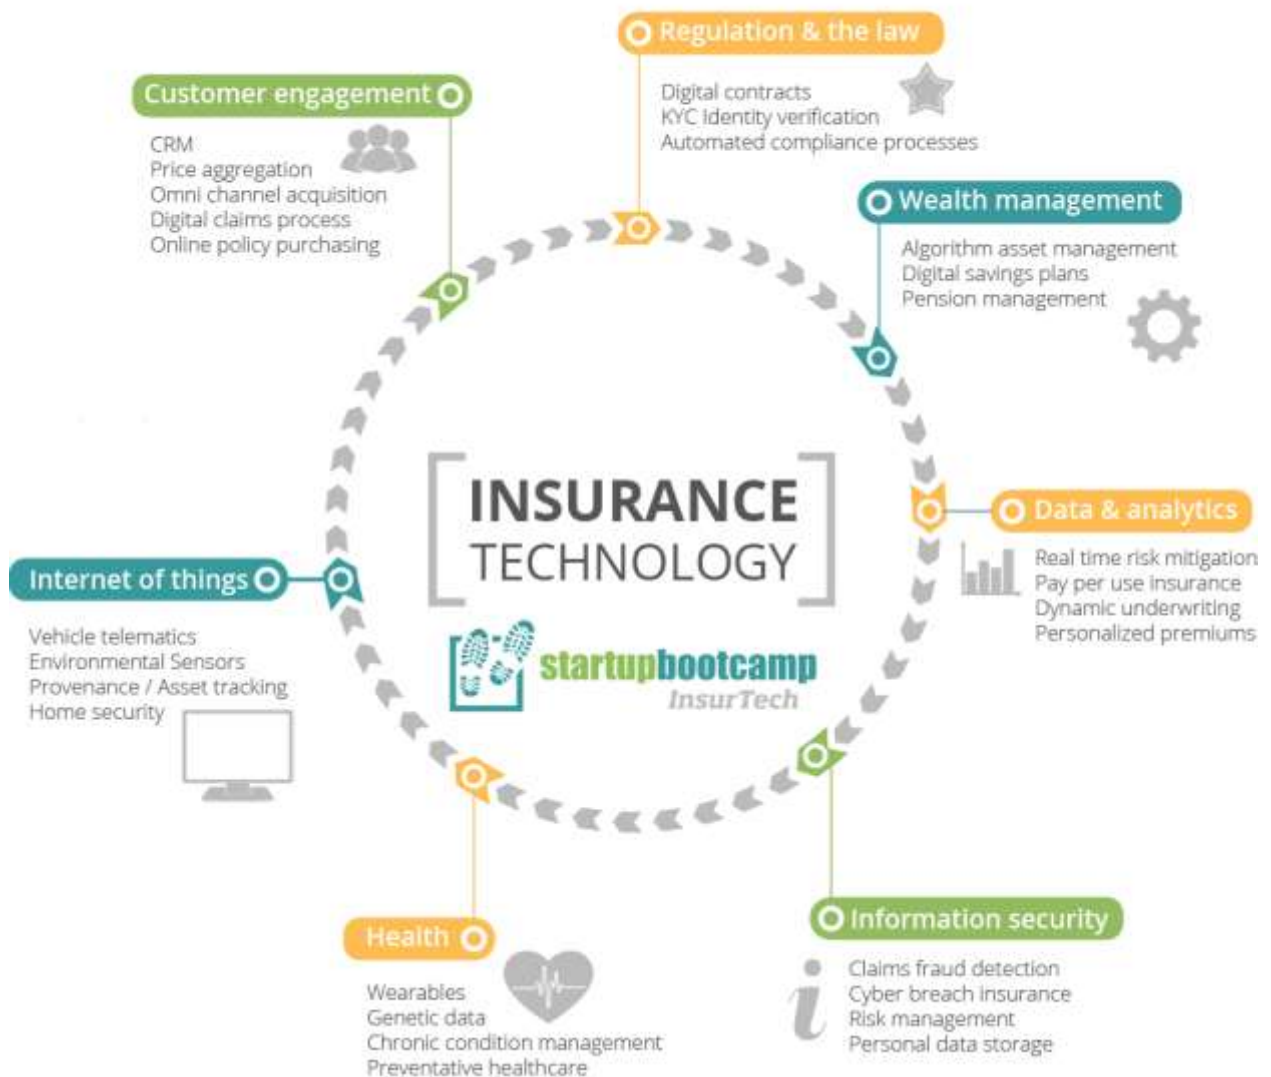 Regulation & the law
Digital contracts
KYC Identity verification
Automated compliance processes
Customer engagement
CRM
Price aggregation
Omni channel acquisition
Digital claims process
Online policy purchasing
Wealth management
Algorithm asset management
Digital savings plans
Pension management
INSURANCE
TECHNOLOGY
startupbootcamp
InsurTech
Data & analytics
Real time risk mitigation
Pay per use insurance
Dynamic underwriting
Personalized premiums
Internet of things
Vehicle telematics
Environmental Sensors
Provenance / Asset tracking
Home security
Health
Wearables
Genetic data
Chronic condition management
Preventative healthcare
Information security
Claims fraud detection
Cyber breach insurance
Risk management
Personal data storage